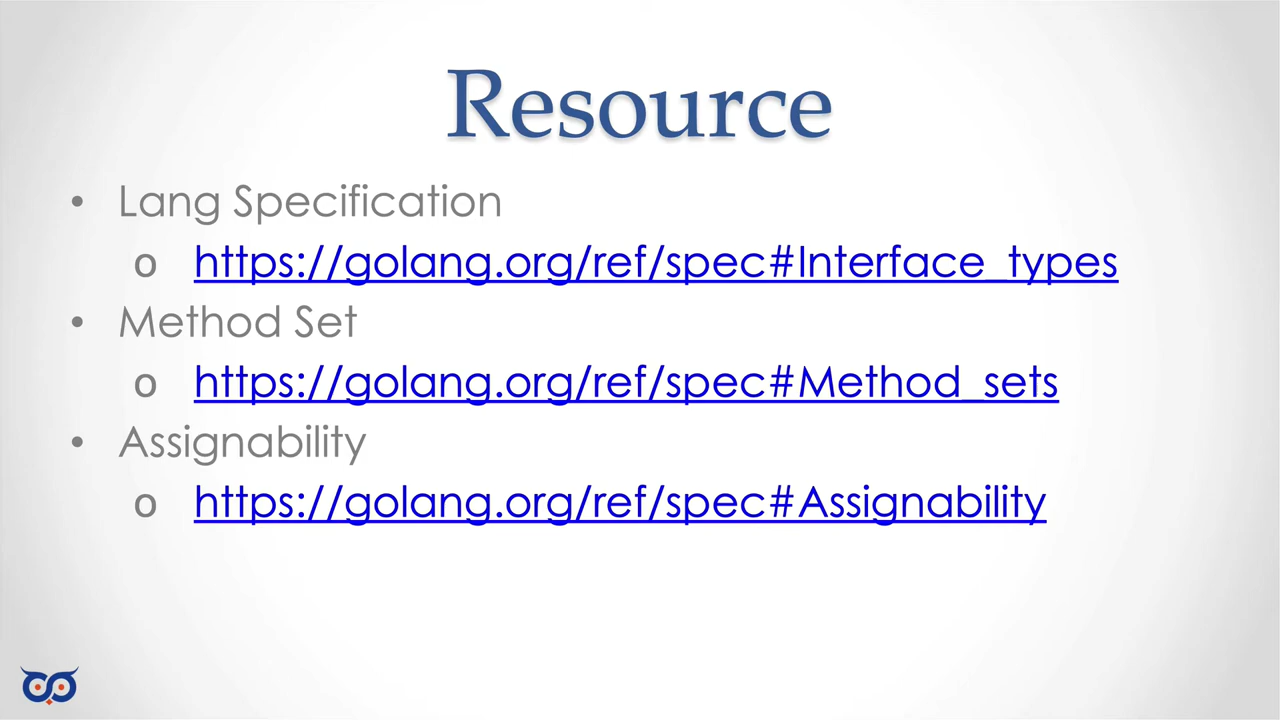 Resource
• Lang Specification
o https://golang.org/ref/spec#Interface_types
• Method Set
o https://golang.org/ref/spec#Method_sets
• Assignability
o https://golang.org/ref/spec#Assignability